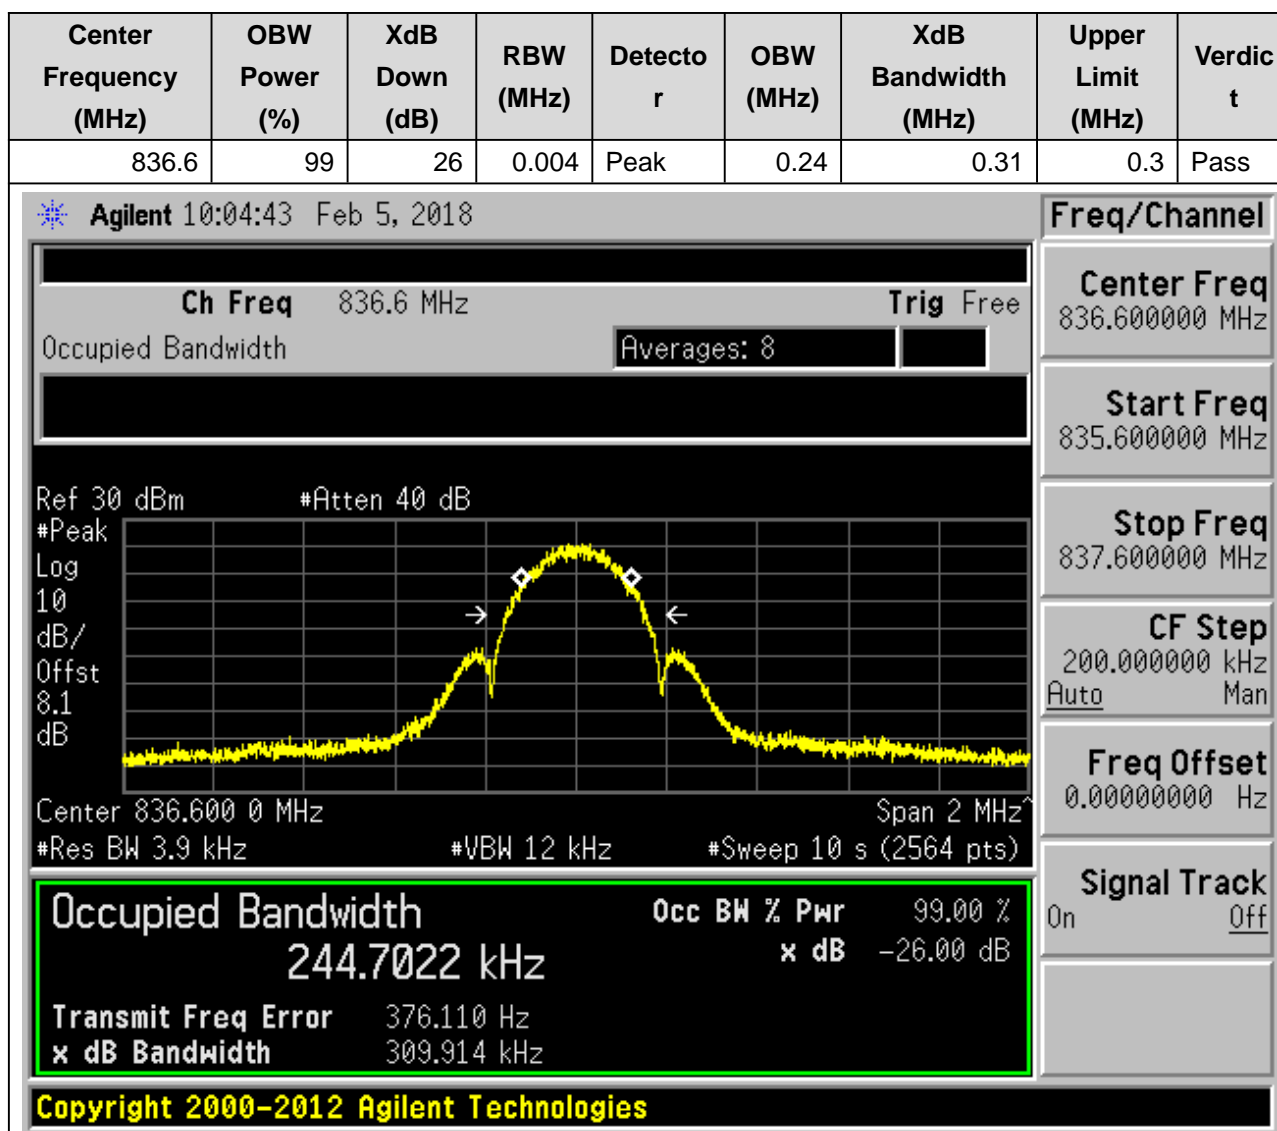 Center Frequency (MHz) OBW Power (%) XdB Down (dB) RBW (MHz) Detector OBW (MHz) XdB Bandwidth (MHz) Upper Limit (MHz) Verdict
836.6 99 26 0.004 Peak 0.24 0.31 0.3 Pass
Agilent 10:04:43 Feb 5, 2018
Freq/Channel
Ch Freq 836.6 MHz Trig Free
Occupied Bandwidth Averages: 8
Ref 30 dBm #Atten 40 dB
#Peak
Log
10
dB/
Offst
8.1
dB
Center 836.600 0 MHz Span 2 MHz^
#Res BW 3.9 kHz #VBW 12 kHz #Sweep 10 s (2564 pts)
Occupied Bandwidth Occ BW % Pwr 99.00 %
244.7022 kHz x dB -26.00 dB
Transmit Freq Error 376.110 Hz
x dB Bandwidth 309.914 kHz
Center Freq
836.600000 MHz
Start Freq
835.600000 MHz
Stop Freq
837.600000 MHz
CF Step
200.000000 kHz
Auto Man
Freq Offset
0.00000000 Hz
Signal Track
On Off
Copyright 2000-2012 Agilent Technologies